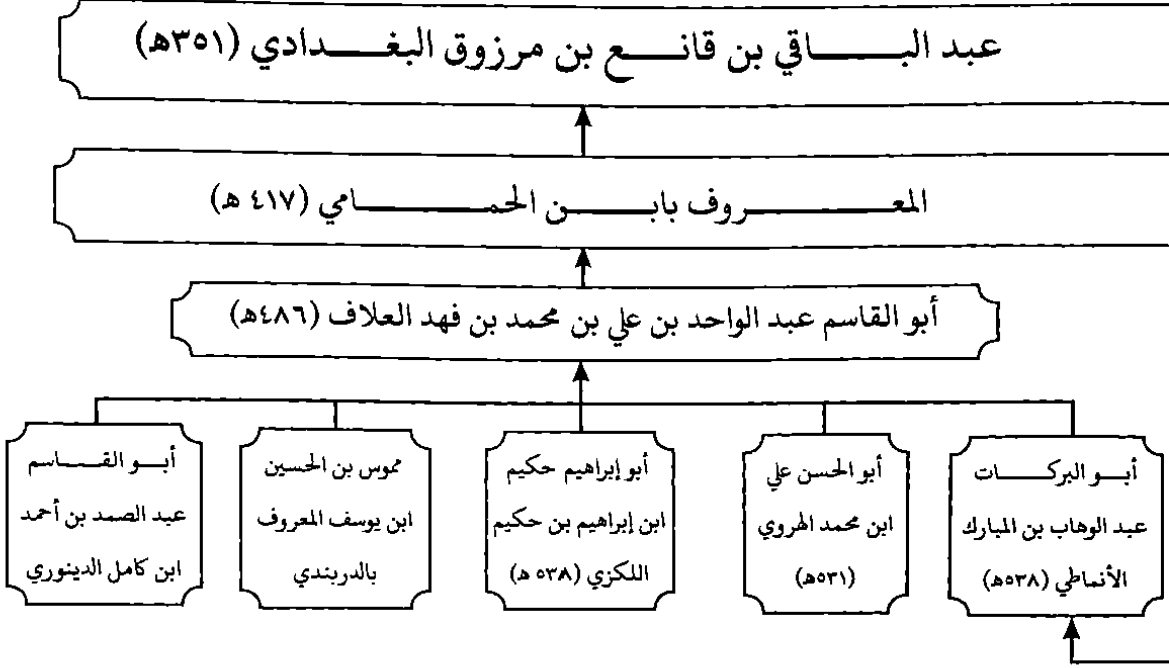 عبد الباقي بن قانع بن مرزوق البغدادي (٣٥١هـ)
المعروف بابن الحمامي (٤١٧ هـ)
أبو القاسم عبد الواحد بن علي بن محمد بن فهد العلاف (٤٨٦هـ)
أبو البركات
عبد الوهاب بن المبارك
الأنماطي (٥٣٨هـ)
أبو الحسن علي
ابن محمد الهروي
(٥٣١هـ)
أبو إبراهيم حكيم
ابن إبراهيم بن حكيم
اللكزي (٥٣٨ هـ)
مموس بن الحسين
ابن يوسف المعروف
بالدربندي
أبو القاسم
عبد الصمد بن أحمد
ابن كامل الدينوري